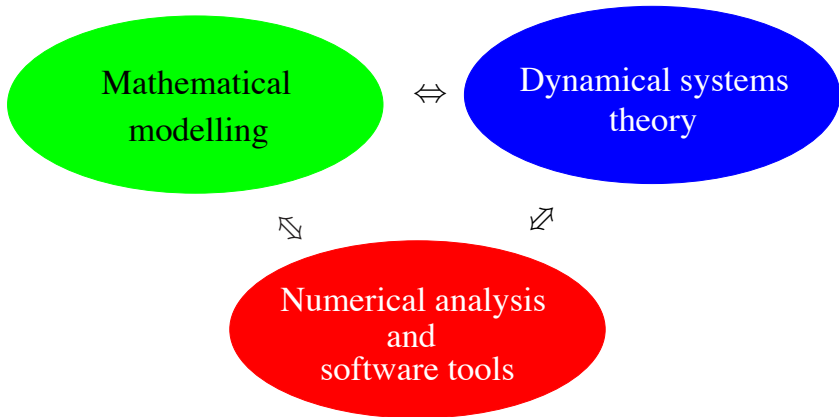 Mathematical
modelling
⇔
Dynamical systems
theory
Numerical analysis
and
software tools